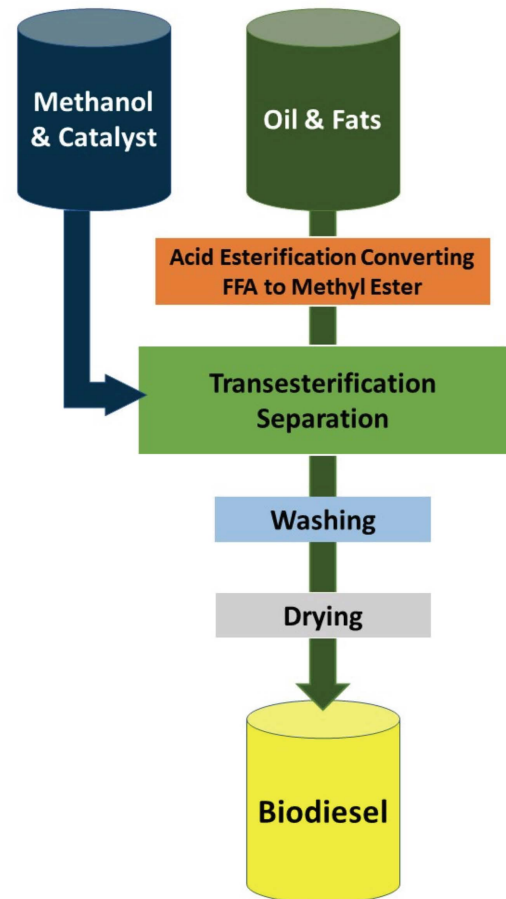 Methanol
& Catalyst
Oil & Fats
Acid Esterification Converting
FFA to Methyl Ester
Transesterification
Separation
Washing
Drying
Biodiesel